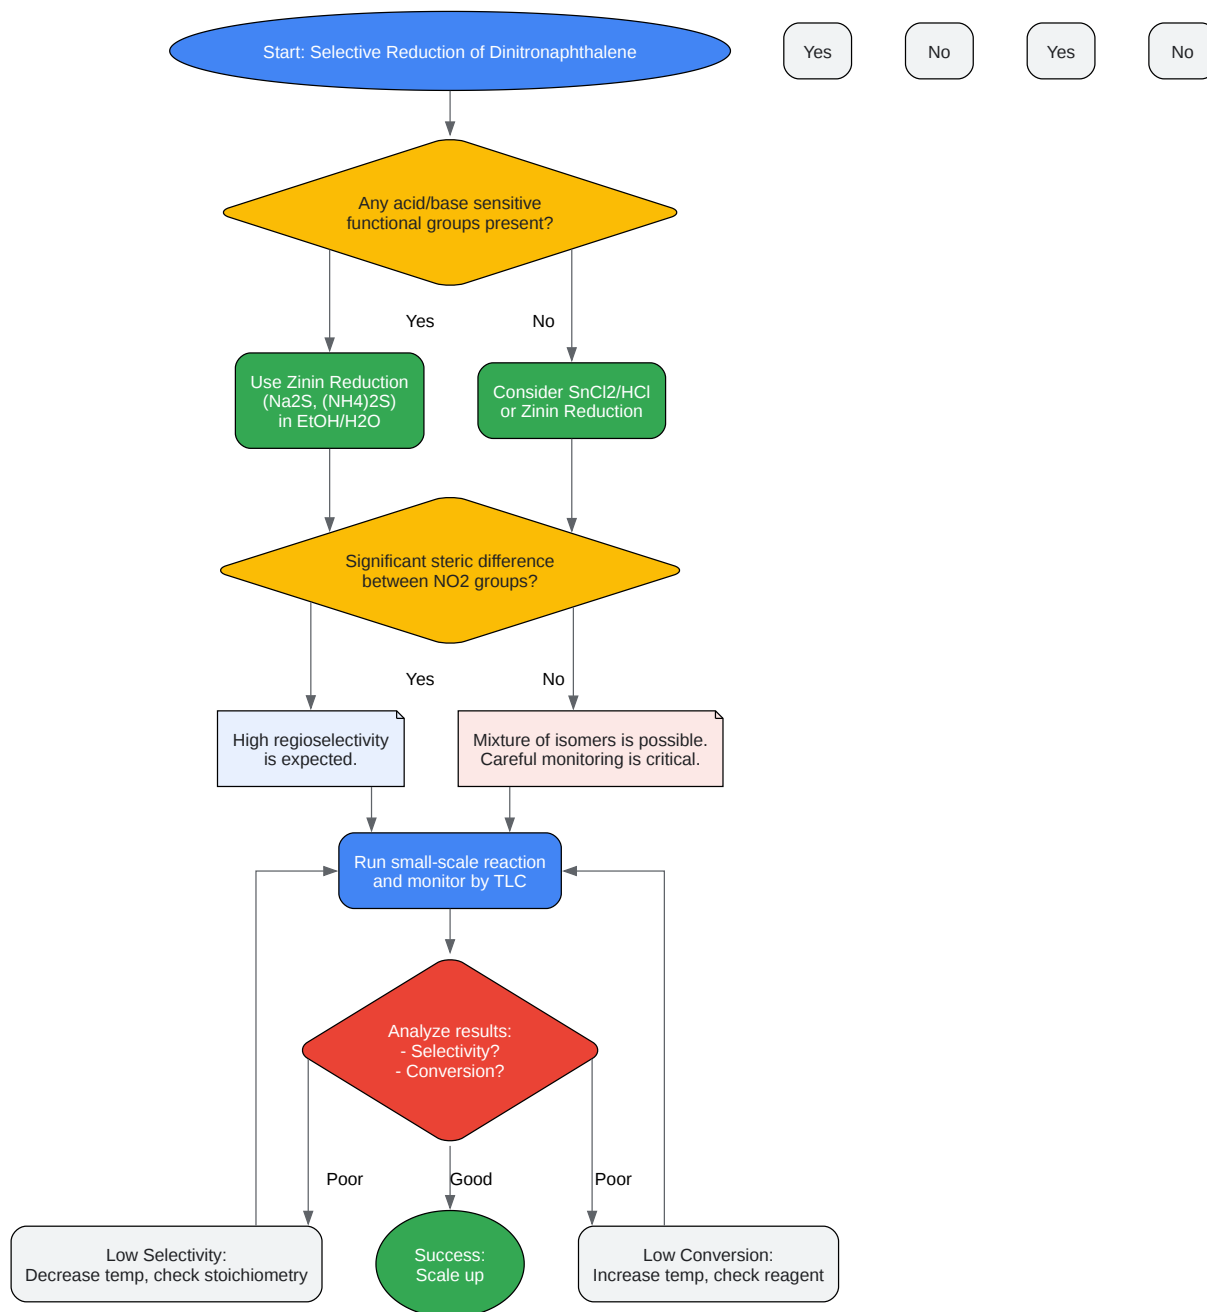 Start: Selective Reduction of Dinitronaphthalene
Yes
No
Yes
No
Any acid/base sensitive
functional groups present?
Yes
No
Use Zinin Reduction
(Na2S, (NH4)2S)
in EtOH/H2O
Consider SnCl2/HCl
or Zinin Reduction
Significant steric difference
between NO2 groups?
Yes
No
High regioselectivity
is expected.
Mixture of isomers is possible.
Careful monitoring is critical.
Run small-scale reaction
and monitor by TLC
Analyze results:
- Selectivity?
- Conversion?
Poor
Good
Poor
Low Selectivity:
Decrease temp, check stoichiometry
Success:
Scale up
Low Conversion:
Increase temp, check reagent